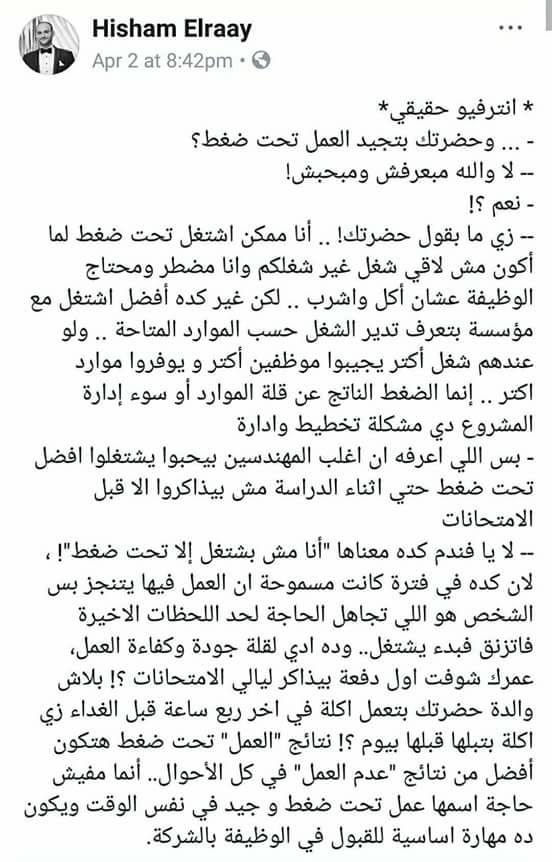 Hisham Elraay
Apr 2 at 8:42pm •
* انترفيو حقيقي*
- ... وحضرتك بتجيد العمل تحت ضغط؟
-- لا والله مبعرفش ومبحبش!
- نعم ؟!
-- زي ما بقول حضرتك! .. أنا ممكن اشتغل تحت ضغط لما
أكون مش لاقي شغل غير شغلكم وانا مضطر ومحتاج
الوظيفة عشان أكل واشرب .. لكن غير كده أفضل اشتغل مع
مؤسسة بتعرف تدير الشغل حسب الموارد المتاحة .. ولو
عندهم شغل أكتر يجيبوا موظفين أكتر و يوفروا موارد
اكتر .. إنما الضغط الناتج عن قلة الموارد أو سوء إدارة
المشروع دي مشكلة تخطيط وادارة
- بس اللي اعرفه ان اغلب المهندسين بيحبوا يشتغلوا افضل
تحت ضغط حتي اثناء الدراسة مش بيذاكروا الا قبل
الامتحانات
-- لا يا فندم كده معناها "أنا مش بشتغل إلا تحت ضغط"! ،
لان كده في فترة كانت مسموحة ان العمل فيها يتنجز بس
الشخص هو اللي تجاهل الحاجة لحد اللحظات الاخيرة
فاتزنق فبدء يشتغل.. وده ادي لقلة جودة وكفاءة العمل،
عمرك شوفت اول دفعة بيذاكر ليالي الامتحانات ؟! بلاش
والدة حضرتك بتعمل اكلة في اخر ربع ساعة قبل الغداء زي
اكلة بتبلها قبلها بيوم ؟! نتائج "العمل" تحت ضغط هتكون
أفضل من نتائج "عدم العمل" في كل الأحوال.. أنما مفيش
حاجة اسمها عمل تحت ضغط و جيد في نفس الوقت ويكون
ده مهارة اساسية للقبول في الوظيفة بالشركة.